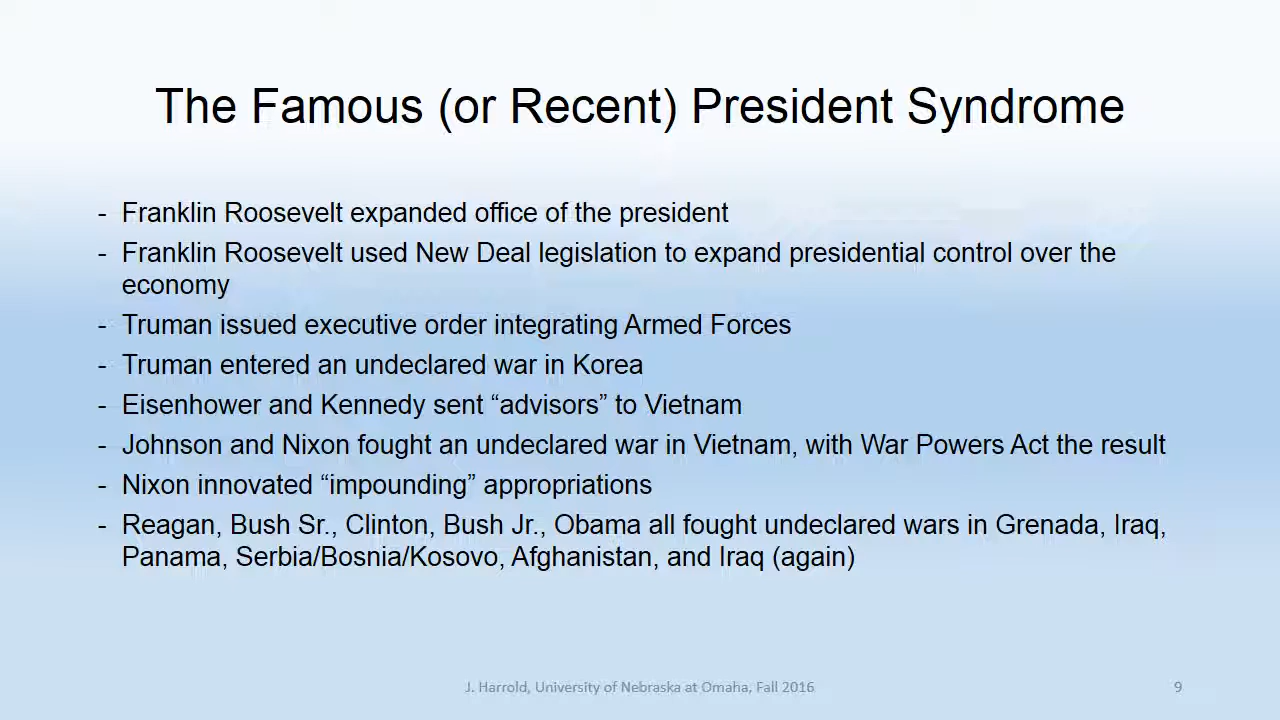 The Famous (or Recent) President Syndrome
- Franklin Roosevelt expanded office of the president
- Franklin Roosevelt used New Deal legislation to expand presidential control over the
economy
- Truman issued executive order integrating Armed Forces
- Truman entered an undeclared war in Korea
- Eisenhower and Kennedy sent “advisors” to Vietnam
- Johnson and Nixon fought an undeclared war in Vietnam, with War Powers Act the result
- Nixon innovated “impounding” appropriations
- Reagan, Bush Sr., Clinton, Bush Jr., Obama all fought undeclared wars in Grenada, Iraq,
Panama, Serbia/Bosnia/Kosovo, Afghanistan, and Iraq (again)
J. Harrold, University of Nebraska at Omaha, Fall 2016
9